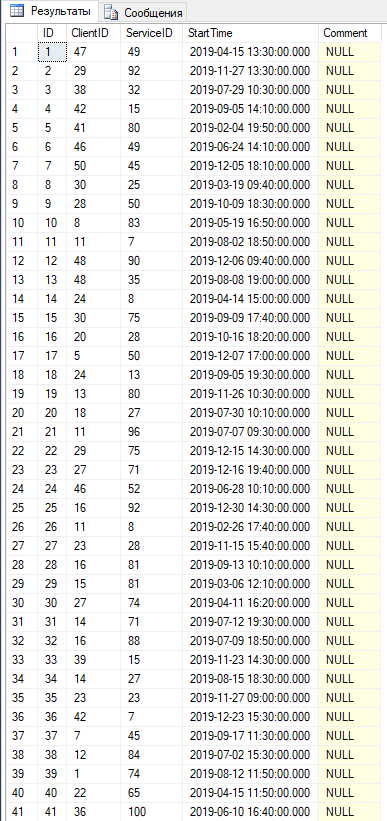 Результаты Сообщения
ID ClientID ServiceID StartTime Comment
1 1 47 49 2019-04-15 13:30:00.000 NULL
2 2 29 92 2019-11-27 13:30:00.000 NULL
3 3 38 32 2019-07-29 10:30:00.000 NULL
4 4 42 15 2019-09-05 14:10:00.000 NULL
5 5 41 80 2019-02-04 19:50:00.000 NULL
6 6 46 49 2019-06-24 14:10:00.000 NULL
7 7 50 45 2019-12-05 18:10:00.000 NULL
8 8 30 25 2019-03-19 09:40:00.000 NULL
9 9 28 50 2019-10-09 18:30:00.000 NULL
10 10 8 83 2019-05-19 16:50:00.000 NULL
11 11 11 7 2019-08-02 18:50:00.000 NULL
12 12 48 90 2019-12-06 09:40:00.000 NULL
13 13 48 35 2019-08-08 19:00:00.000 NULL
14 14 24 8 2019-04-14 15:00:00.000 NULL
15 15 30 75 2019-09-09 17:40:00.000 NULL
16 16 20 28 2019-10-16 18:20:00.000 NULL
17 17 5 50 2019-12-07 17:00:00.000 NULL
18 18 24 13 2019-09-05 19:30:00.000 NULL
19 19 13 80 2019-11-26 10:30:00.000 NULL
20 20 18 27 2019-07-30 10:10:00.000 NULL
21 21 11 96 2019-07-07 09:30:00.000 NULL
22 22 29 75 2019-12-15 14:30:00.000 NULL
23 23 27 71 2019-12-16 19:40:00.000 NULL
24 24 46 52 2019-06-28 10:10:00.000 NULL
25 25 16 92 2019-12-30 14:30:00.000 NULL
26 26 11 8 2019-02-26 17:40:00.000 NULL
27 27 23 28 2019-11-15 15:40:00.000 NULL
28 28 16 81 2019-09-13 10:10:00.000 NULL
29 29 15 81 2019-03-06 12:10:00.000 NULL
30 30 27 74 2019-04-11 16:20:00.000 NULL
31 31 14 71 2019-07-12 19:30:00.000 NULL
32 32 16 88 2019-07-09 18:50:00.000 NULL
33 33 39 15 2019-11-23 14:30:00.000 NULL
34 34 14 27 2019-08-15 18:30:00.000 NULL
35 35 23 23 2019-11-27 09:00:00.000 NULL
36 36 42 7 2019-12-23 15:30:00.000 NULL
37 37 7 45 2019-09-17 11:30:00.000 NULL
38 38 12 84 2019-07-02 15:30:00.000 NULL
39 39 1 74 2019-08-12 11:50:00.000 NULL
40 40 22 65 2019-04-15 11:50:00.000 NULL
41 41 36 100 2019-06-10 16:40:00.000 NULL